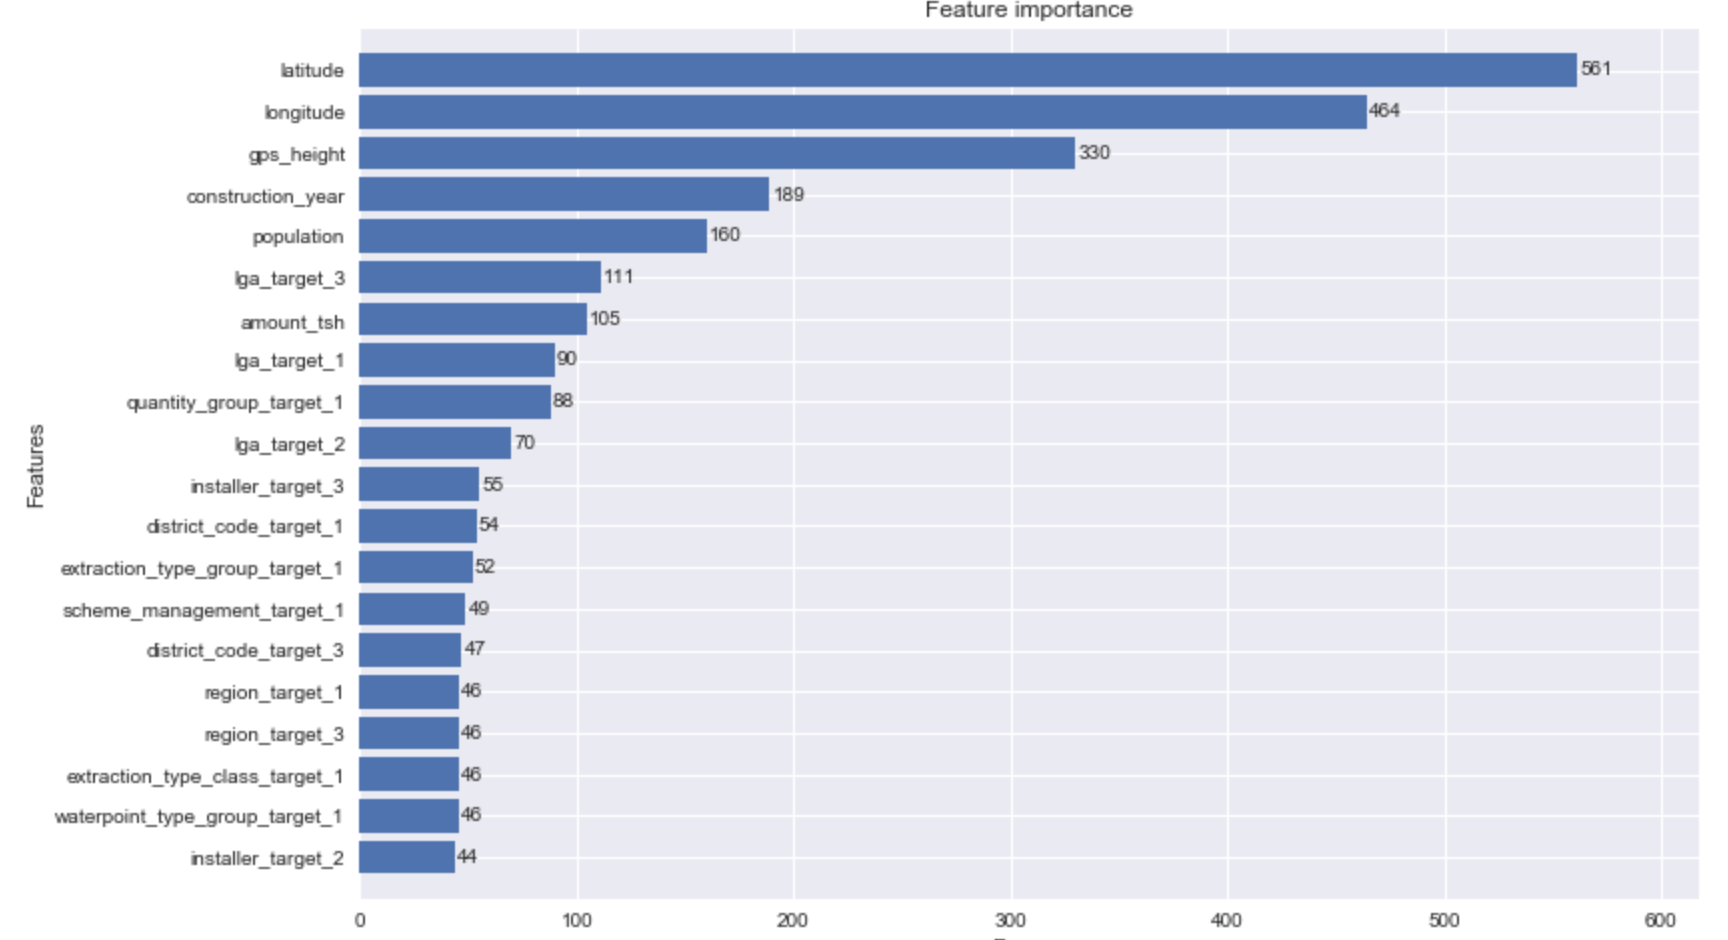 Feature importance
latitude 561
longitude 464
gps_height 330
construction_year 189
population 160
lga_target_3 111
amount_tsh 105
lga_target_1 90
quantity_group_target_1 88
lga_target_2 70
installer_target_3 55
district_code_target_1 54
extraction_type_group_target_1 52
scheme_management_target_1 49
district_code_target_3 47
region_target_1 46
region_target_3 46
extraction_type_class_target_1 46
waterpoint_type_group_target_1 46
installer_target_2 44
Features
0 100 200 300 400 500 600